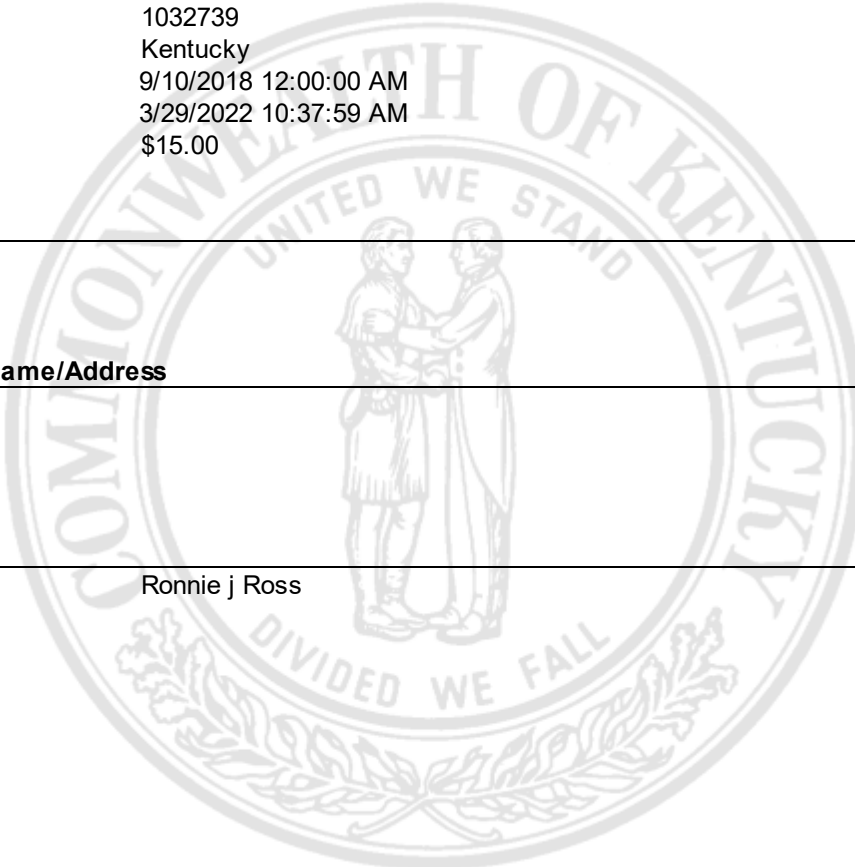 1032739
Kentucky
9/10/2018 12:00:00 AM
3/29/2022 10:37:59 AM
$15.00
COMMONWEALTH OF KENTUCKY
UNITED WE STAND
ame/Address
Ronnie j Ross
DIVIDED WE FALL